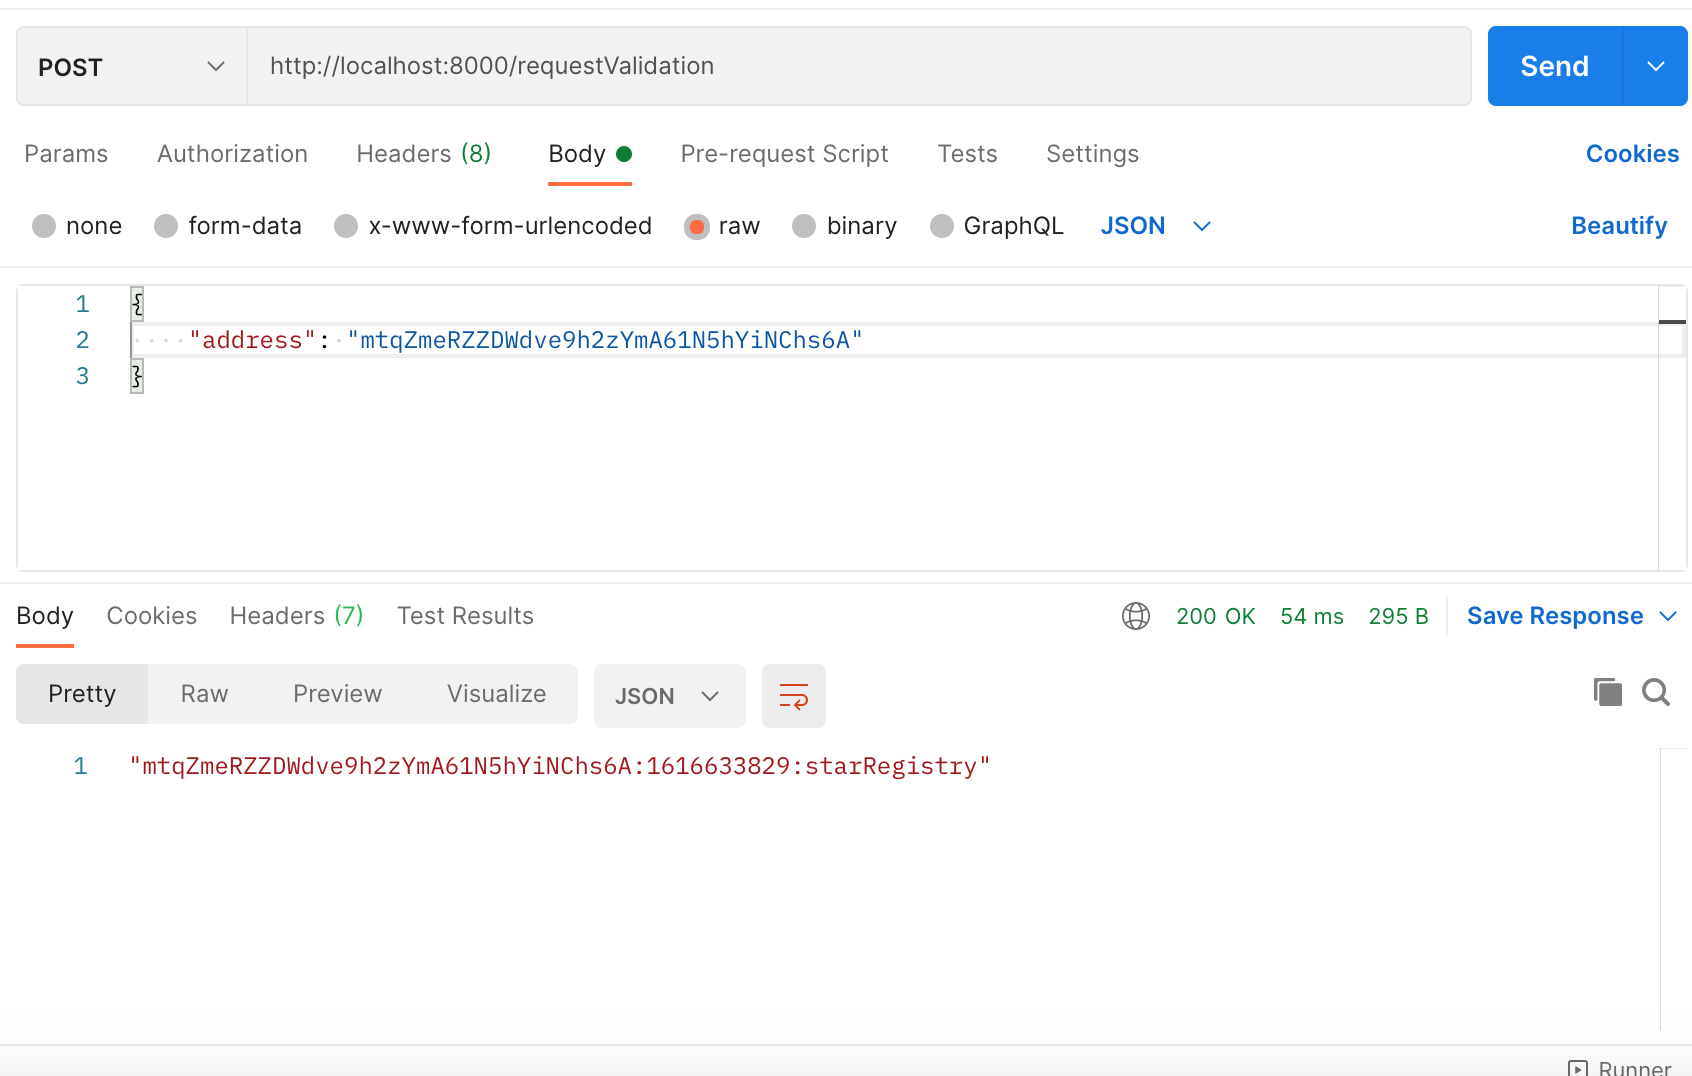 POST http://localhost:8000/requestValidation Send
Params Authorization Headers (8) Body Pre-request Script Tests Settings Cookies
none form-data x-www-form-urlencoded raw binary GraphQL JSON Beautify
1 {
2 "address": "mtqZmeRZZDWdve9h2zYmA61N5hYiNChs6A"
3 }
Body Cookies Headers (7) Test Results 200 OK 54 ms 295 B Save Response
Pretty Raw Preview Visualize JSON
1 "mtqZmeRZZDWdve9h2zYmA61N5hYiNChs6A:1616633829:starRegistry"
Runner